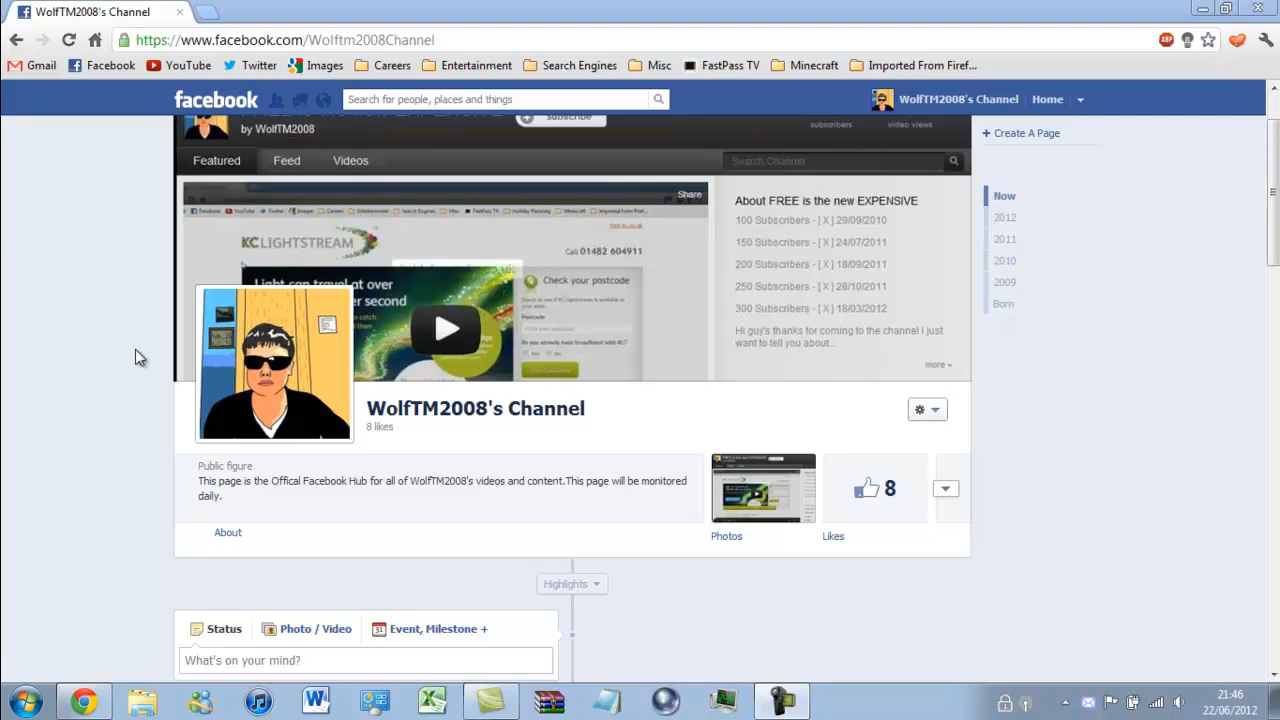 WolfTM2008's Channel
https://www.facebook.com/Wolftm2008Channel
ABP
Gmail Facebook YouTube Twitter Images Careers Entertainment Search Engines Misc FastPass TV Minecraft Imported From Firef...
facebook Search for people, places and things WolfTM2008's Channel Home
by WolfTM2008 Subscribe subscribers video views
Create A Page
Featured Feed Videos Search Channel
Share
Now
2012
2011
2010
2009
Born
KC LIGHTSTREAM
Call 01482 604911
Light can travel at over
Check your postcode
Postcode
About FREE is the new EXPENSIVE
100 Subscribers - [ X ] 29/09/2010
150 Subscribers - [ X ] 24/07/2011
200 Subscribers - [ X ] 18/09/2011
250 Subscribers - [ X ] 28/10/2011
300 Subscribers - [ X ] 18/03/2012
Hi guy's thanks for coming to the channel I just
want to tell you about...
more
WolfTM2008's Channel
8 likes
Public figure
This page is the Offical Facebook Hub for all of WolfTM2008's videos and content.This page will be monitored
daily.
About
8
Photos Likes
Highlights
Status Photo / Video 31 Event, Milestone +
What's on your mind?
21:46
22/06/2012